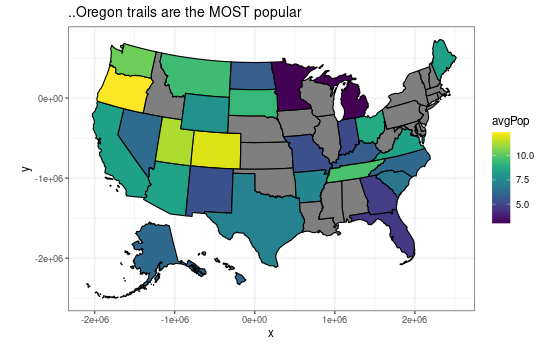 ..Oregon trails are the MOST popular
0e+00
-1e+06
-2e+06
y
-2e+06 -1e+06 0e+00 1e+06 2e+06
x
avgPop
10.0
7.5
5.0